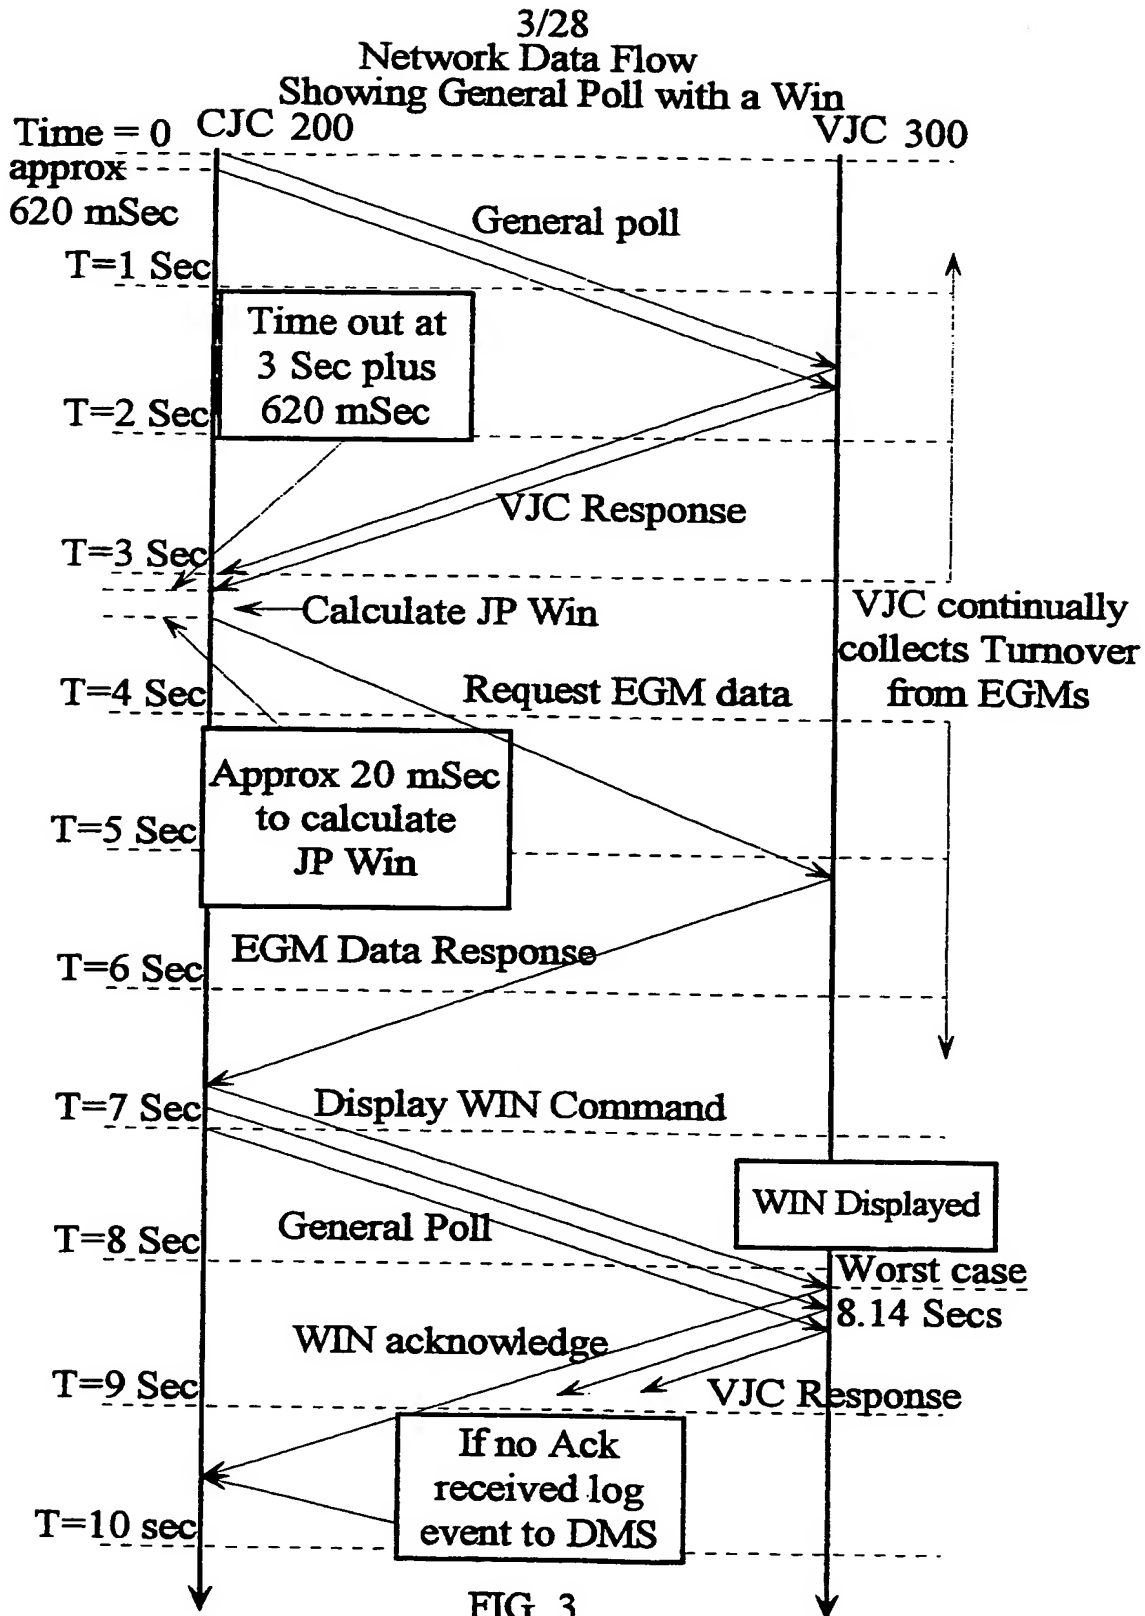 3/28
Network Data Flow
Showing General Poll with a Win
Time = 0
CJC 200
VJC 300
approx
620 mSec
General poll
T=1 Sec
Time out at
3 Sec plus
620 mSec
T=2 Sec
VJC Response
T=3 Sec
Calculate JP Win
VJC continually
collects Turnover
from EGMs
T=4 Sec
Request EGM data
Approx 20 mSec
to calculate
JP Win
T=5 Sec
EGM Data Response
T=6 Sec
T=7 Sec
Display WIN Command
WIN Displayed
General Poll
T=8 Sec
Worst case
8.14 Secs
WIN acknowledge
T=9 Sec
VJC Response
If no Ack
received log
event to DMS
T=10 sec
FIG. 3